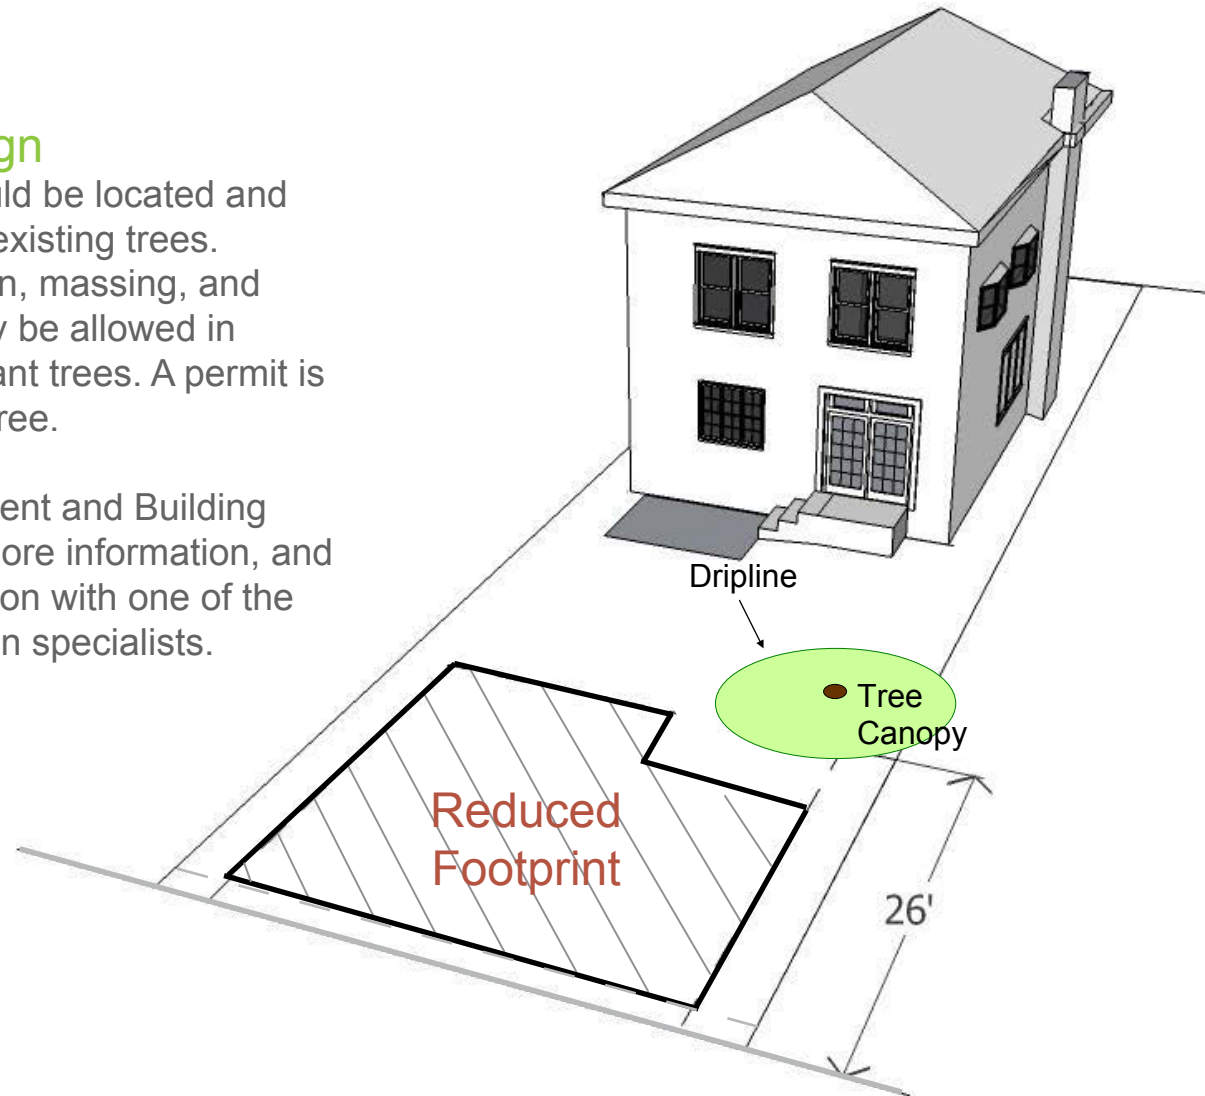 gn
uld be located and
existing trees.
n, massing, and
y be allowed in
ant trees. A permit is
ree.
ent and Building
ore information, and
on with one of the
n specialists.
Dripline
Tree
Canopy
Reduced
Footprint
26'